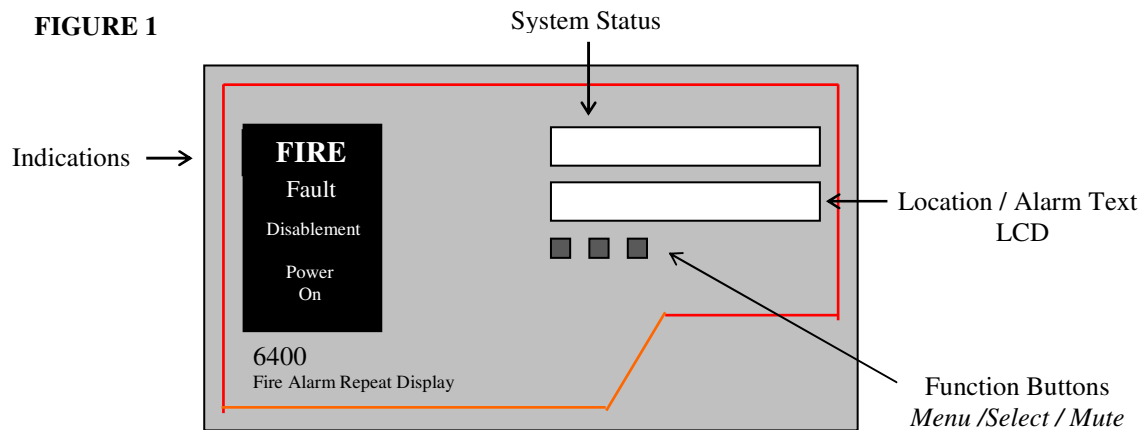 FIGURE 1
System Status
Indications
FIRE
Fault
Disablement
Power
On
Location / Alarm Text
LCD
6400
Fire Alarm Repeat Display
Function Buttons
Menu /Select / Mute